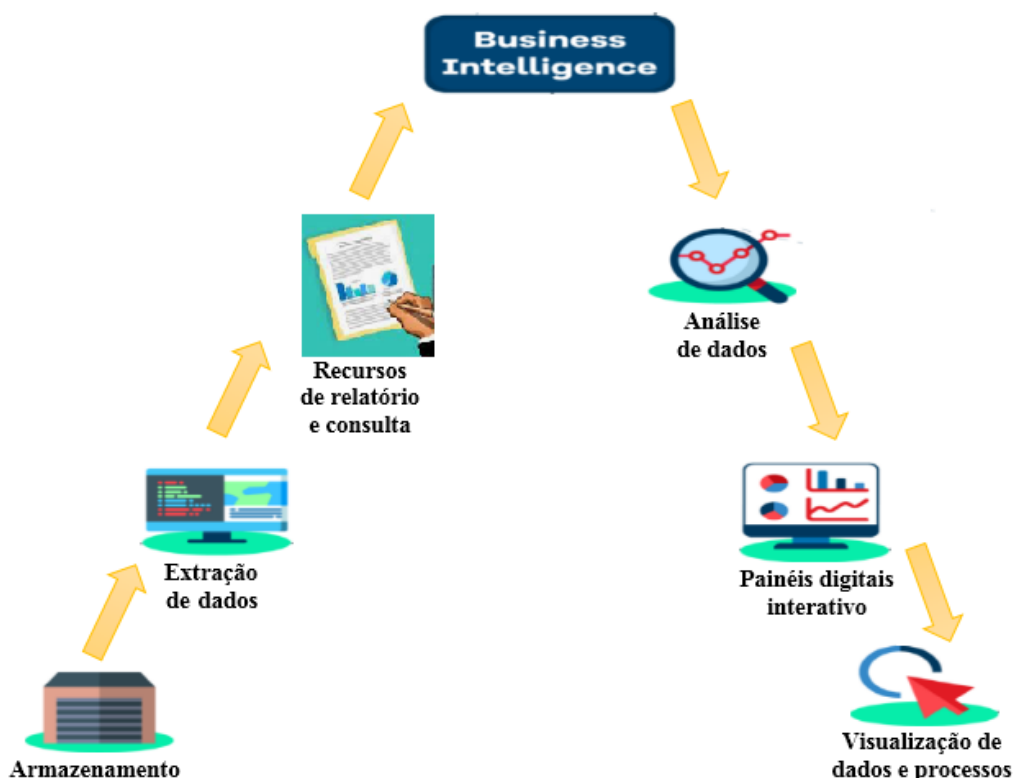 Business
Intelligence
Recursos
de relatório
e consulta
Análise
de dados
Extração
de dados
Painéis digitais
interativo
Armazenamento
Visualização de
dados e processos